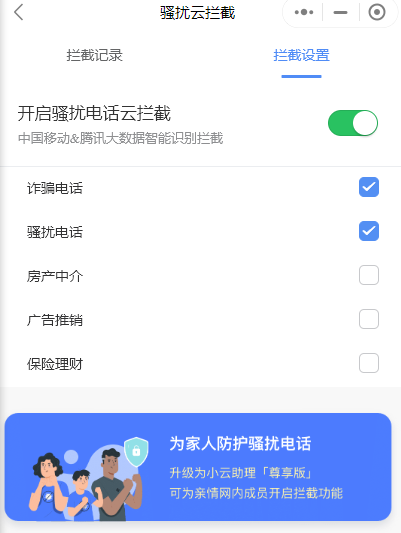 骚扰云拦截
拦截记录
拦截设置
开启骚扰电话云拦截
中国移动&腾讯大数据智能识别拦截
诈骗电话
骚扰电话
房产中介
广告推销
保险理财
为家人防护骚扰电话
升级为小云助理「尊享版」
可为亲情网内成员开启拦截功能